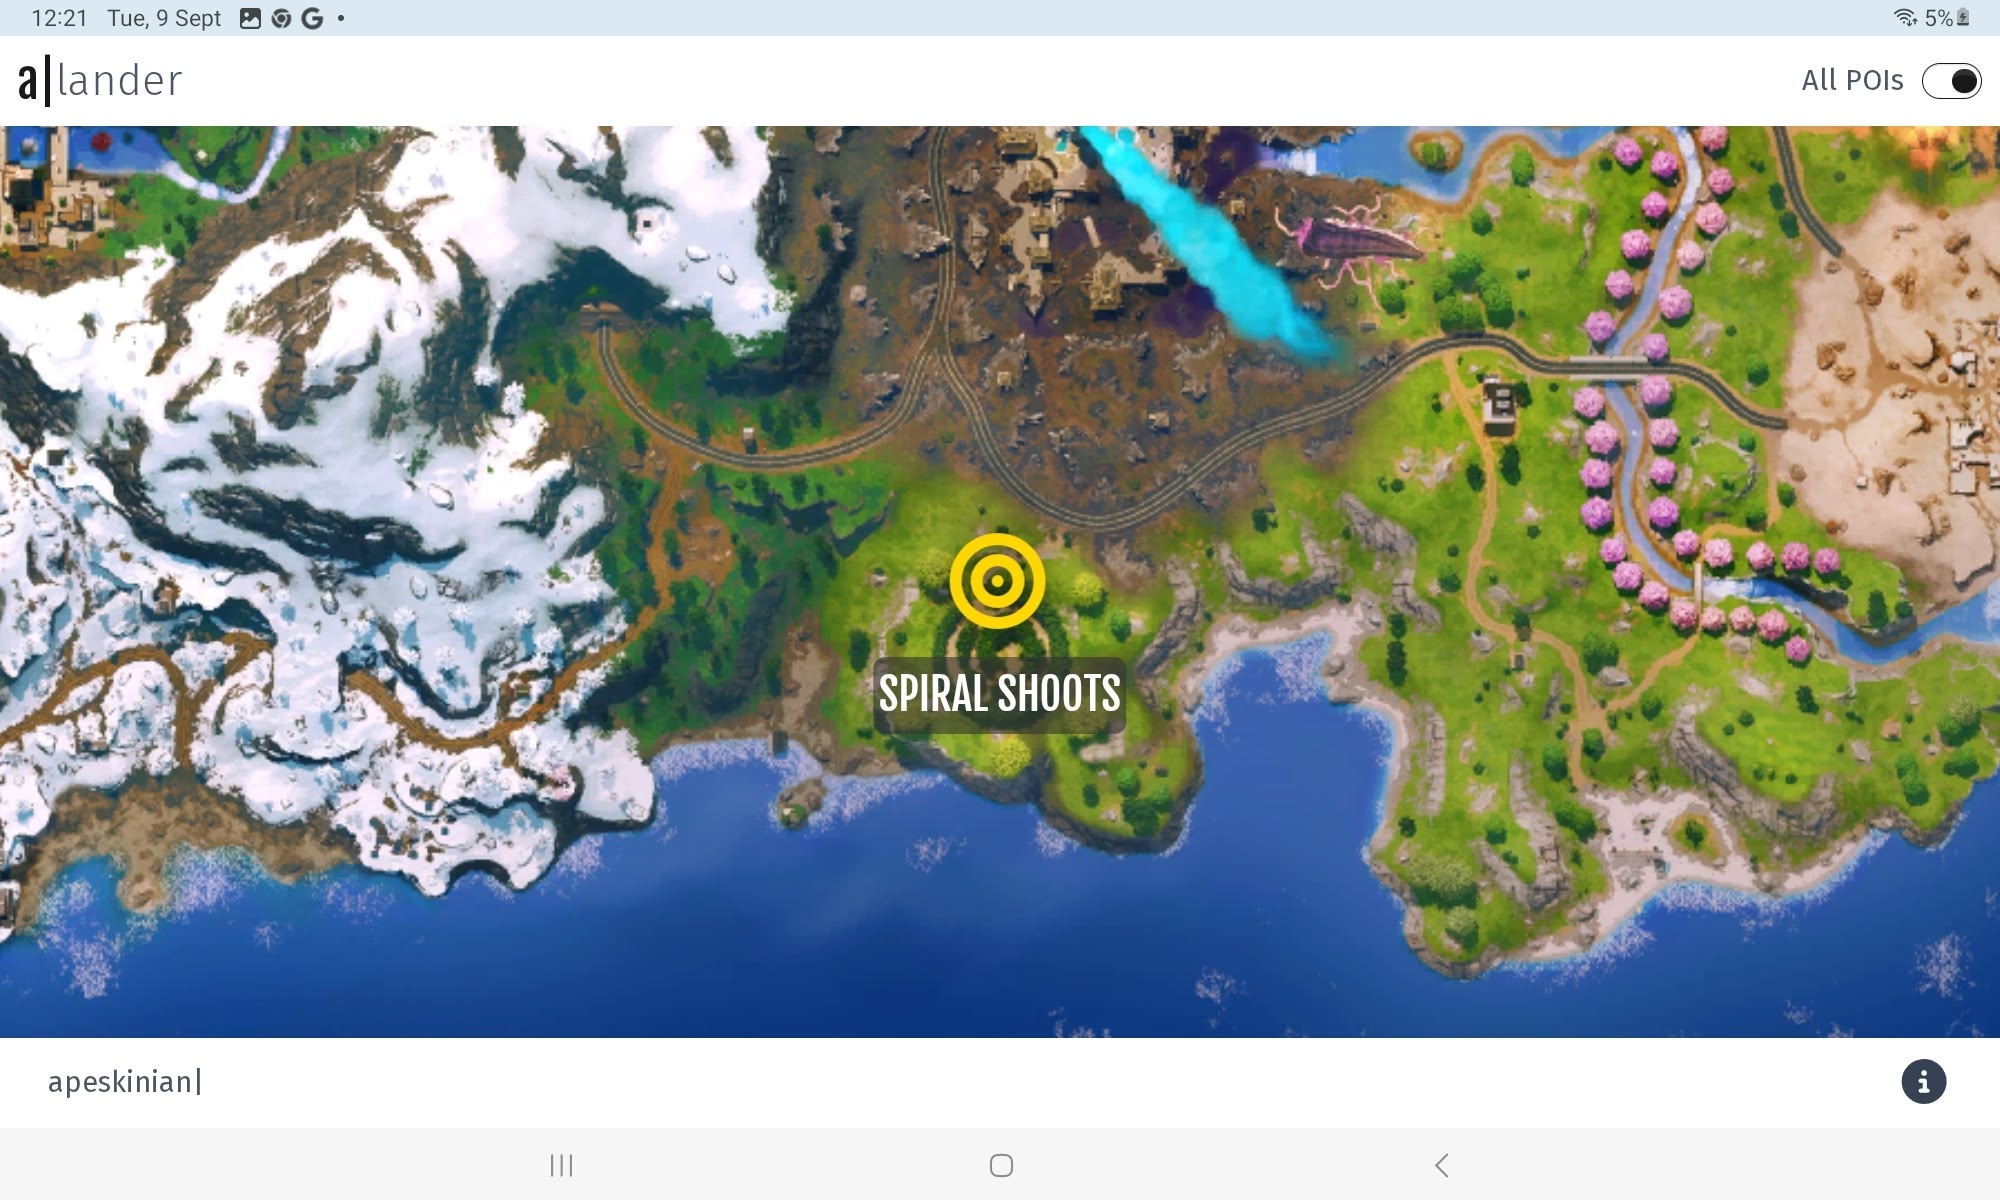 12:21 Tue, 9 Sept 5%
a|lander All POIs
SPIRAL SHOOTS
apeskinian|